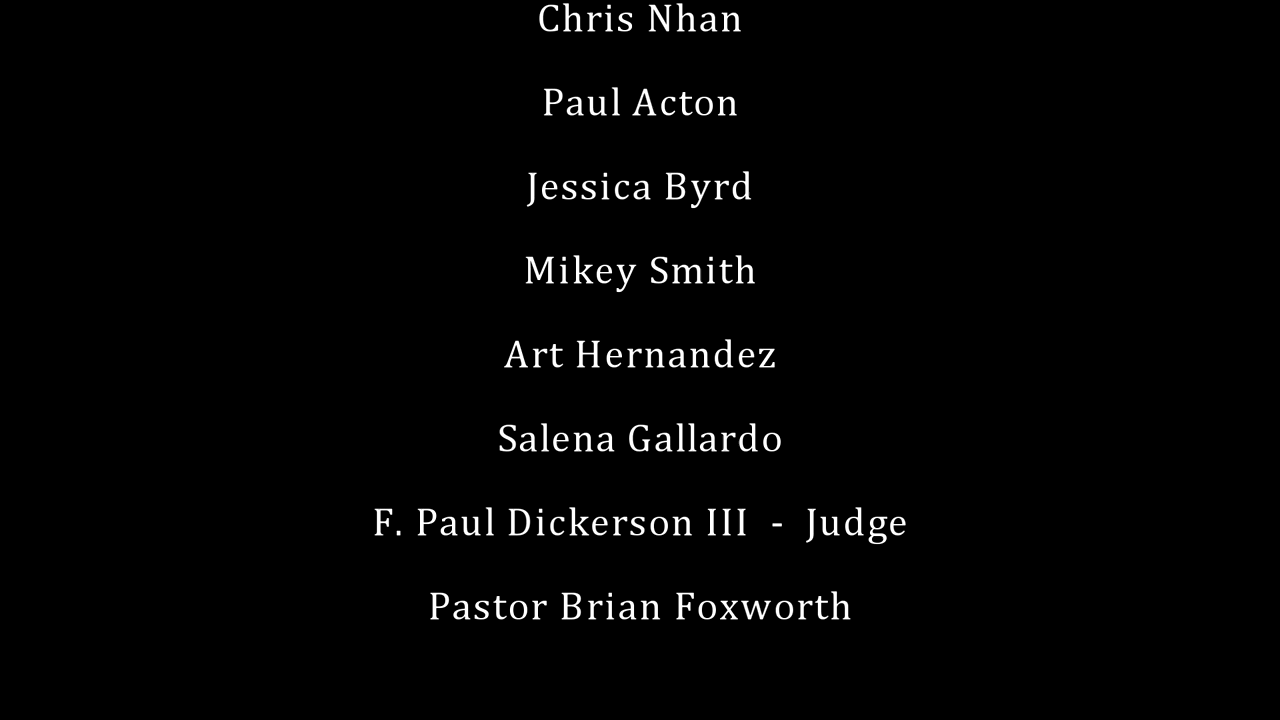 Chris Nhan
Paul Acton
Jessica Byrd
Mikey Smith
Art Hernandez
Salena Gallardo
F. Paul Dickerson III - Judge
Pastor Brian Foxworth